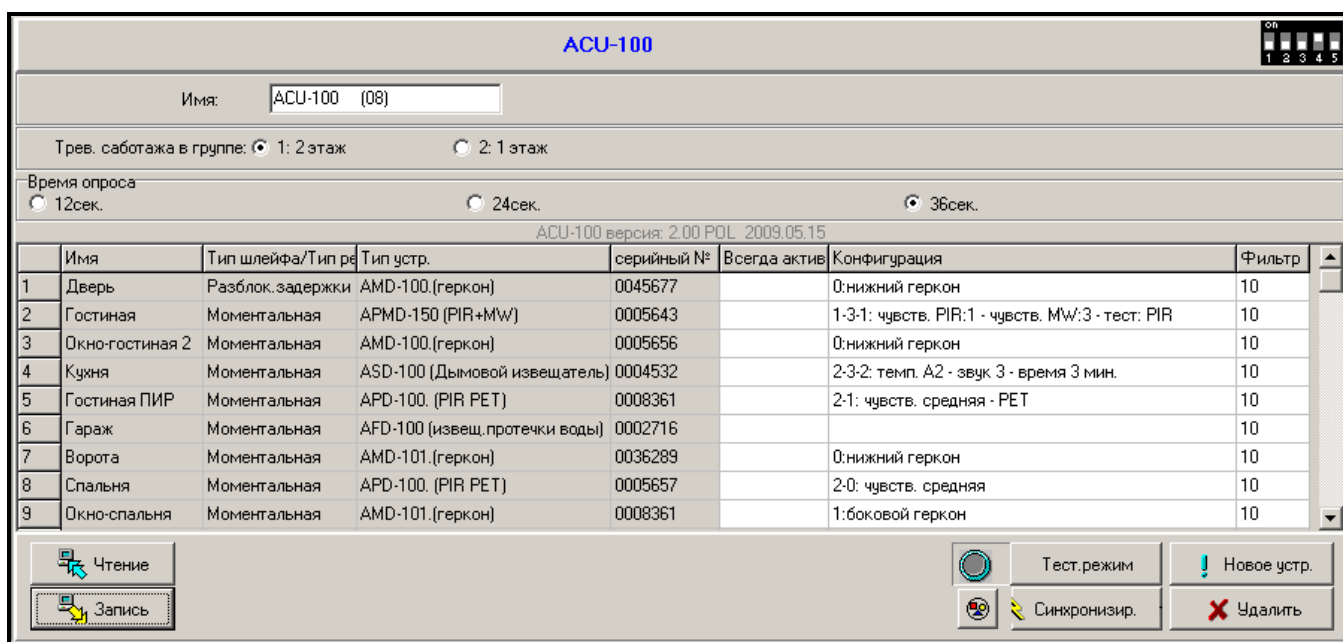 ACU-100
on
1 2 3 4 5
Имя: ACU-100 (08)
Трев. саботажа в группе: 1: 2 этаж 2: 1 этаж
Время опроса
12сек. 24сек. 36сек.
ACU-100 версия: 2.00 POL 2009.05.15
Имя Тип шлейфа/Тип ре Тип устр. серийный № Всегда актив Конфигурация Фильтр
1 Дверь Разблок.задержки AMD-100.(геркон) 0045677 0:нижний геркон 10
2 Гостиная Моментальная APMD-150 (PIR+MW) 0005643 1-3-1: чувств. PIR:1 - чувств. MW:3 - тест: PIR 10
3 Окно-гостиная 2 Моментальная AMD-100.(геркон) 0005656 0:нижний геркон 10
4 Кухня Моментальная ASD-100 (Дымовой извещатель) 0004532 2-3-2: темп. A2 - звук 3 - время 3 мин. 10
5 Гостиная ПИР Моментальная APD-100. (PIR PET) 0008361 2-1: чувств. средняя - PET 10
6 Гараж Моментальная AFD-100 (извещ.протечки воды) 0002716 10
7 Ворота Моментальная AMD-101.(геркон) 0036289 0:нижний геркон 10
8 Спальня Моментальная APD-100. (PIR PET) 0005657 2-0: чувств. средняя 10
9 Окно-спальня Моментальная AMD-101.(геркон) 0008361 1:боковой геркон 10
Чтение Тест.режим Новое устр.
Запись Синхронизир. Удалить